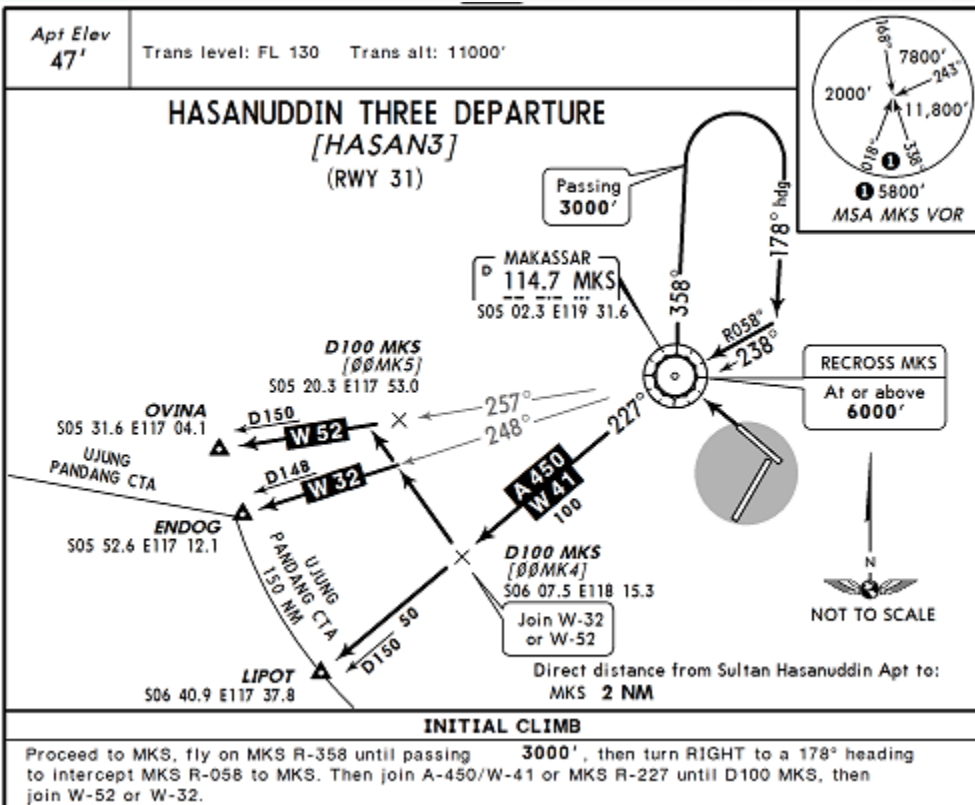 Apt Elev
47'
Trans level: FL 130 Trans alt: 11000'
168°
7800'
243°
2000'
11,800'
018°
338°
1
1 5800'
MSA MKS VOR
HASANUDDIN THREE DEPARTURE
[HASAN3]
(RWY 31)
Passing
3000'
178° hdg
358°
MAKASSAR
D 114.7 MKS
S05 02.3 E119 31.6
R058°
238°
RECROSS MKS
At or above
6000'
D100 MKS
[ØØMK5]
S05 20.3 E117 53.0
OVINA
S05 31.6 E117 04.1
D150
W 52
257°
248°
227°
UJUNG
PANDANG CTA
D148
W 32
A 450
W 41
100
ENDOG
S05 52.6 E117 12.1
UJUNG
PANDANG CTA
150 NM
D100 MKS
[ØØMK4]
S06 07.5 E118 15.3
Join W-32
or W-52
N
NOT TO SCALE
50
D150
LIPOT
S06 40.9 E117 37.8
Direct distance from Sultan Hasanuddin Apt to:
MKS 2 NM
INITIAL CLIMB
Proceed to MKS, fly on MKS R-358 until passing 3000', then turn RIGHT to a 178° heading
to intercept MKS R-058 to MKS. Then join A-450/W-41 or MKS R-227 until D100 MKS, then
join W-52 or W-32.